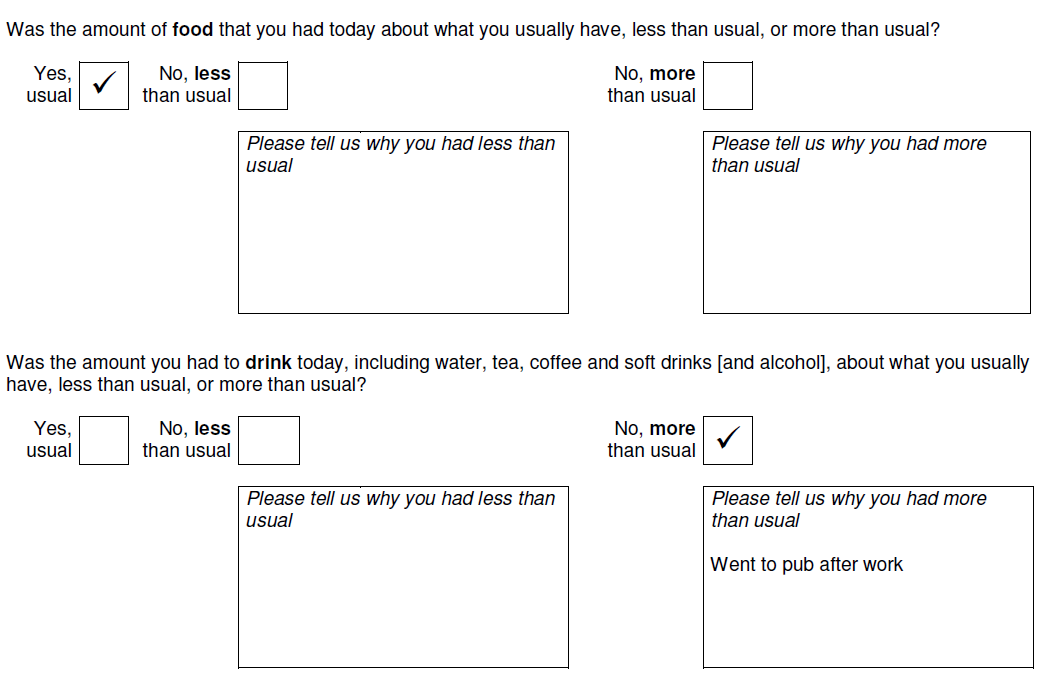 Was the amount of food that you had today about what you usually have, less than usual, or more than usual?
Yes, usual ✓ No, less than usual No, more than usual
Please tell us why you had less than usual
Please tell us why you had more than usual
Was the amount you had to drink today, including water, tea, coffee and soft drinks [and alcohol], about what you usually
have, less than usual, or more than usual?
Yes, usual No, less than usual No, more than usual ✓
Please tell us why you had less than usual
Please tell us why you had more than usual
Went to pub after work